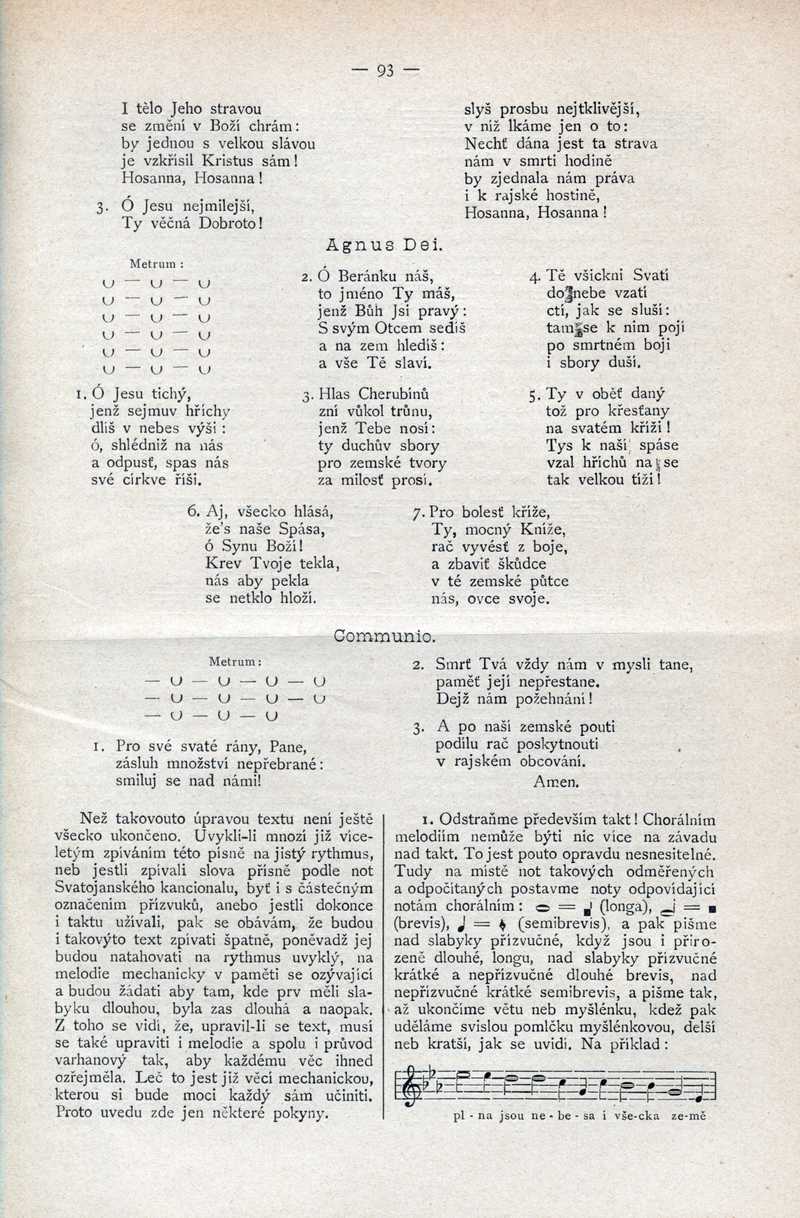 — 93 —
I tělo Jeho stravou
se změní v Boží chrám:
by jednou s velkou slávou
je vzkřísil Kristus sám!
Hosanna, Hosanna!
3. Ó Jesu nejmilejší,
Ty věčná Dobroto!
slyš prosbu nejtklivější,
v níž lkáme jen o to:
Nechť dána jest ta strava
nám v smrti hodině
by zjednala nám práva
i k rajské hostině,
Hosanna, Hosanna!
Agnus Dei.
Metrum:
∪ — ∪ — ∪
∪ — ∪ — ∪
∪ — ∪ — ∪
∪ — ∪ — ∪
∪ — ∪ — ∪
∪ — ∪ — ∪
1. Ó Jesu tichý,
jenž sejmuv hříchy
dlíš v nebes výši:
ó, shlédniž na nás
a odpusť, spas nás
své církve říši.
2. Ó Beránku náš,
to jméno Ty máš,
jenž Bůh Jsi pravý:
S svým Otcem sedíš
a na zem hledíš:
a vše Tě slaví.
3. Hlas Cherubínů
zní vůkol trůnu,
jenž Tebe nosí:
ty duchův sbory
pro zemské tvory
za milosť prosí.
4. Tě všickni Svatí
do nebe vzatí
ctí, jak se sluší:
tam se k nim pojí
po smrtném boji
i sbory duší.
5. Ty v oběť daný
tož pro křesťany
na svatém kříži!
Tys k naší spáse
vzal hříchů na se
tak velkou tíži!
6. Aj, všecko hlásá,
že's naše Spása,
ó Synu Boží!
Krev Tvoje tekla,
nás aby pekla
se netklo hloží.
7. Pro bolesť kříže,
Ty, mocný Kníže,
rač vyvésť z boje,
a zbaviť škůdce
v té zemské půtce
nás, ovce svoje.
Communio.
Metrum:
— ∪ — ∪ — ∪ — ∪
— ∪ — ∪ — ∪ — ∪
— ∪ — ∪ — ∪
1. Pro své svaté rány, Pane,
zásluh množství nepřebrané:
smiluj se nad námi!
2. Smrť Tvá vždy nám v mysli tane,
paměť její nepřestane.
Dejž nám požehnání!
3. A po naší zemské pouti
podílu rač poskytnouti
v rajském obcování.
Amen.
Než takovouto úpravou textu není ještě
všecko ukončeno. Uvykli-li mnozí již více-
letým zpíváním této písně na jistý rythmus,
neb jestli zpívali slova přísně podle not
Svatojanského kancionalu, byť i s částečným
označením přízvuků, anebo jestli dokonce
i taktu užívali, pak se obávám, že budou
i takovýto text zpívati špatně, poněvadž jej
budou natahovati na rythmus uvyklý, na
melodie mechanicky v paměti se ozývající
a budou žádati aby tam, kde prv měli sla-
byku dlouhou, byla zas dlouhá a naopak.
Z toho se vidí, že, upravil-li se text, musí
se také upraviti i melodie a spolu i průvod
varhanový tak, aby každému věc ihned
ozřejměla. Leč to jest již věcí mechanickou,
kterou si bude moci každý sám učiniti.
Proto uvedu zde jen některé pokyny.
1. Odstraňme především takt! Chorálním
melodiím nemůže býti nic více na závadu
nad takt. To jest pouto opravdu nesnesitelné.
Tudy na místě not takových odměřených
a odpočítaných postavme noty odpovídající
notám chorálním: = (longa), =
(brevis), = (semibrevis), a pak pišme
nad slabyky přízvučné, když jsou i přiro-
zeně dlouhé, longu, nad slabyky přízvučné
krátké a nepřízvučné dlouhé brevis, nad
nepřízvučné krátké semibrevis, a pišme tak,
až ukončíme větu neb myšlénku, kdež pak
uděláme svislou pomlčku myšlénkovou, delší
neb kratší, jak se uvidí. Na příklad:
pl - na jsou ne - be - sa i vše-cka ze-mě